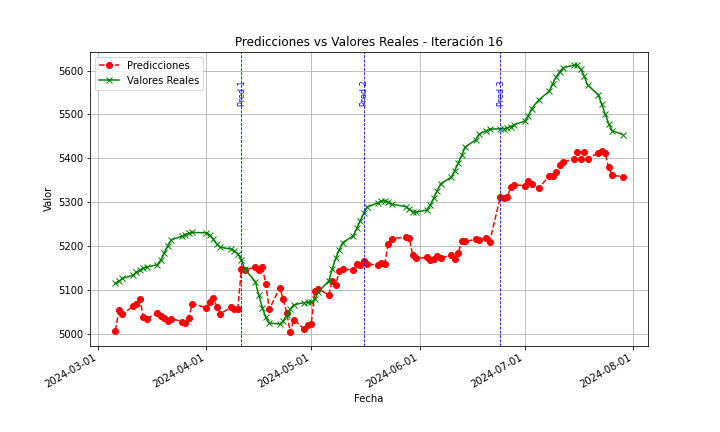 Predicciones vs Valores Reales - Iteración 16
Predicciones
Valores Reales
Pred 1
Pred 2
Pred 3
Valor
5600
5500
5400
5300
5200
5100
5000
2024-03-01
2024-04-01
2024-05-01
2024-06-01
2024-07-01
2024-08-01
Fecha